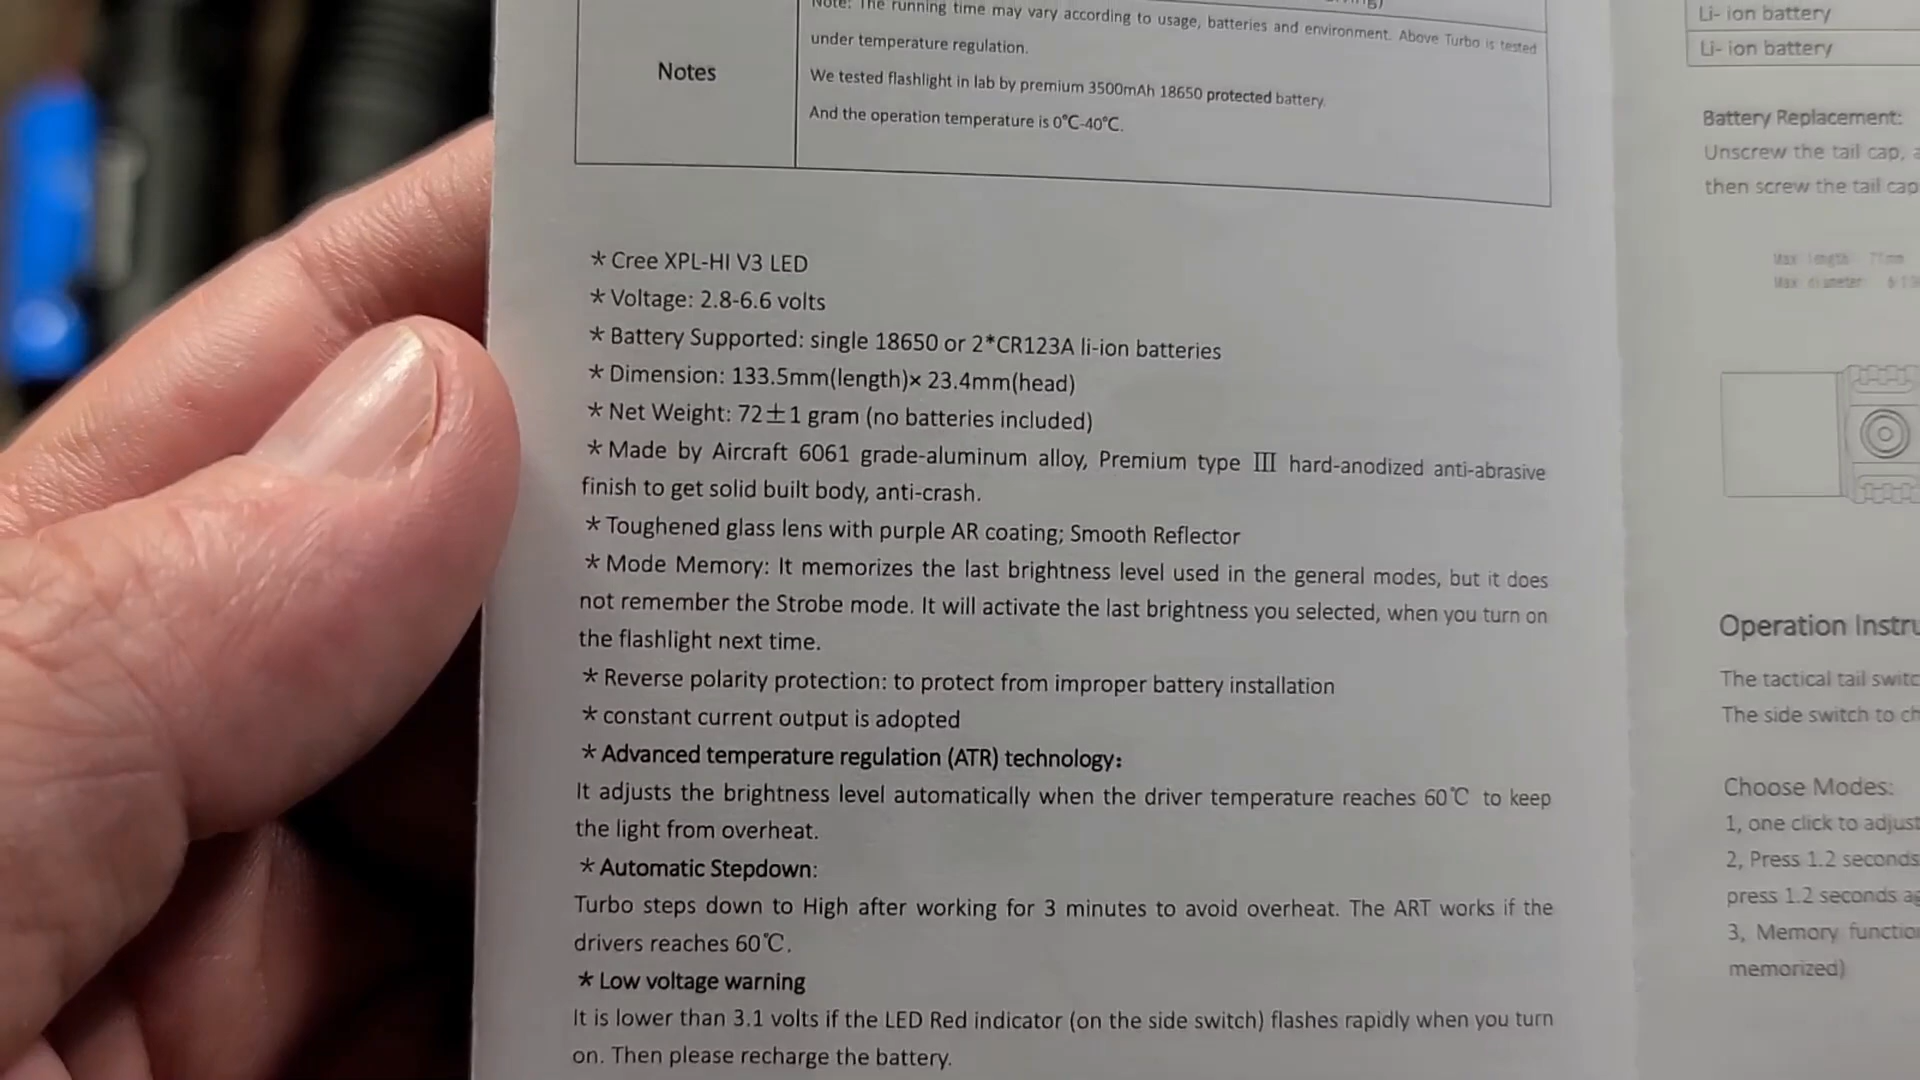 Note: The running time may vary according to usage, batteries and environment. Above Turbo is tested
under temperature regulation.
Notes
We tested flashlight in lab by premium 3500mAh 18650 protected battery.
And the operation temperature is 0℃-40℃.
* Cree XPL-HI V3 LED
* Voltage: 2.8-6.6 volts
* Battery Supported: single 18650 or 2*CR123A li-ion batteries
* Dimension: 133.5mm(length)× 23.4mm(head)
* Net Weight: 72±1 gram (no batteries included)
* Made by Aircraft 6061 grade-aluminum alloy, Premium type III hard-anodized anti-abrasive
finish to get solid built body, anti-crash.
* Toughened glass lens with purple AR coating; Smooth Reflector
* Mode Memory: It memorizes the last brightness level used in the general modes, but it does
not remember the Strobe mode. It will activate the last brightness you selected, when you turn on
the flashlight next time.
* Reverse polarity protection: to protect from improper battery installation
* constant current output is adopted
* Advanced temperature regulation (ATR) technology:
It adjusts the brightness level automatically when the driver temperature reaches 60℃ to keep
the light from overheat.
* Automatic Stepdown:
Turbo steps down to High after working for 3 minutes to avoid overheat. The ART works if the
drivers reaches 60℃.
* Low voltage warning
It is lower than 3.1 volts if the LED Red indicator (on the side switch) flashes rapidly when you turn
on. Then please recharge the battery.
Li- ion battery
Li- ion battery
Battery Replacement:
Unscrew the tail cap,
then screw the tail cap
Max length
Max diameter
Operation Instru
The tactical tail switc
The side switch to ch
Choose Modes:
1, one click to adjust
2, Press 1.2 seconds
press 1.2 seconds ag
3, Memory functio
memorized)